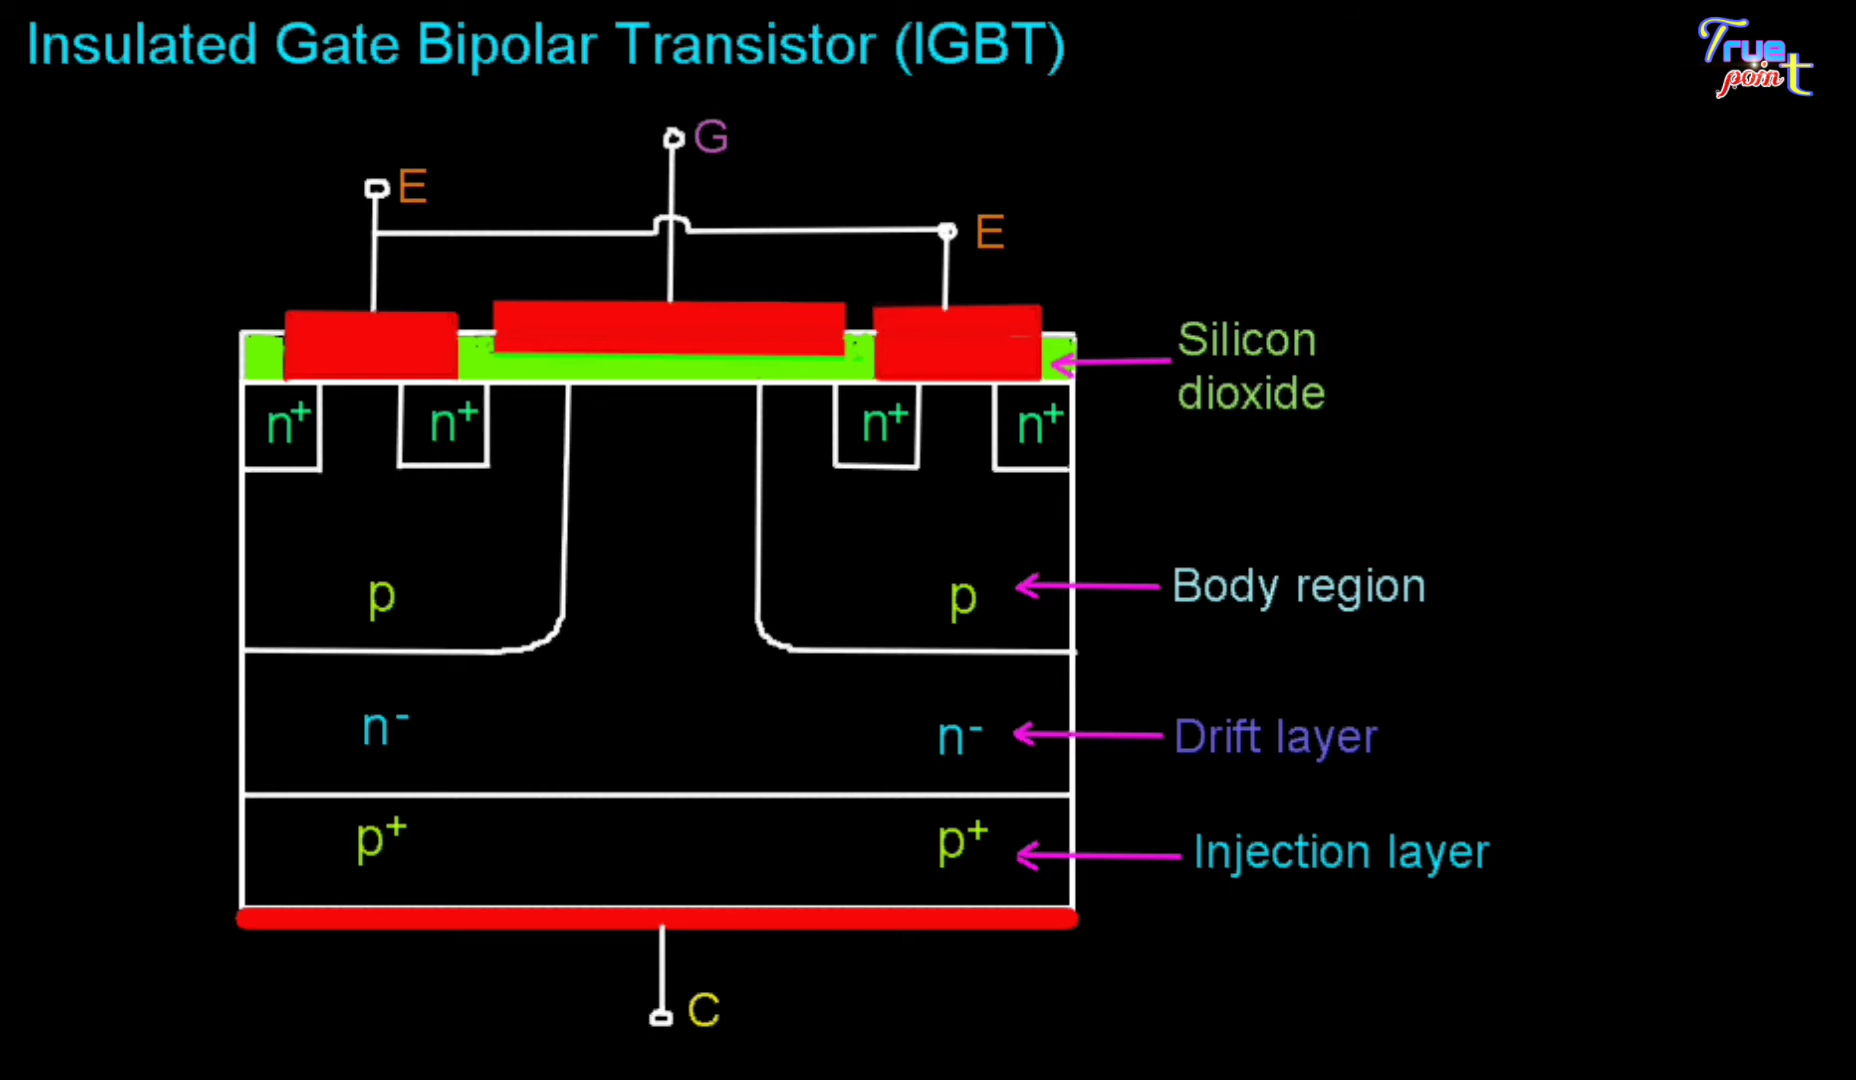 Insulated Gate Bipolar Transistor (IGBT)
True
point
G
E
E
Silicon
dioxide
n+ n+ n+ n+
p p
Body region
n- n-
Drift layer
p+ p+
Injection layer
C